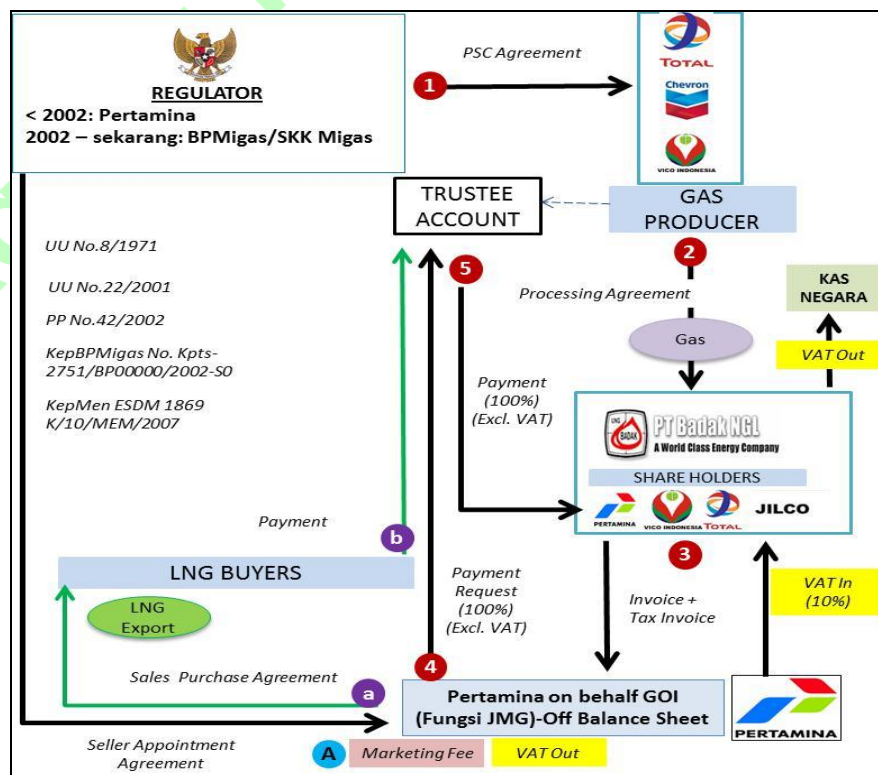 REGULATOR
< 2002: Pertamina
2002 – sekarang: BPMigas/SKK Migas
1
PSC Agreement
TOTAL
Chevron
VICO INDONESIA
GAS
PRODUCER
TRUSTEE
ACCOUNT
UU No.8/1971
UU No.22/2001
PP No.42/2002
KepBPMigas No. Kpts-
2751/BP00000/2002-S0
KepMen ESDM 1869
K/10/MEM/2007
5
2
Processing Agreement
Gas
KAS
NEGARA
VAT Out
Payment
(100%)
(Excl. VAT)
LNG
BADAK
PT Badak NGL
A World Class Energy Company
SHARE HOLDERS
PERTAMINA
VICO INDONESIA
TOTAL
JILCO
3
Payment
b
LNG BUYERS
LNG
Export
Payment
Request
(100%)
(Excl. VAT)
Invoice +
Tax Invoice
VAT In
(10%)
Sales Purchase Agreement
a
4
Pertamina on behalf GOI
(Fungsi JMG)-Off Balance Sheet
PERTAMINA
Seller Appointment
Agreement
A
Marketing Fee
VAT Out